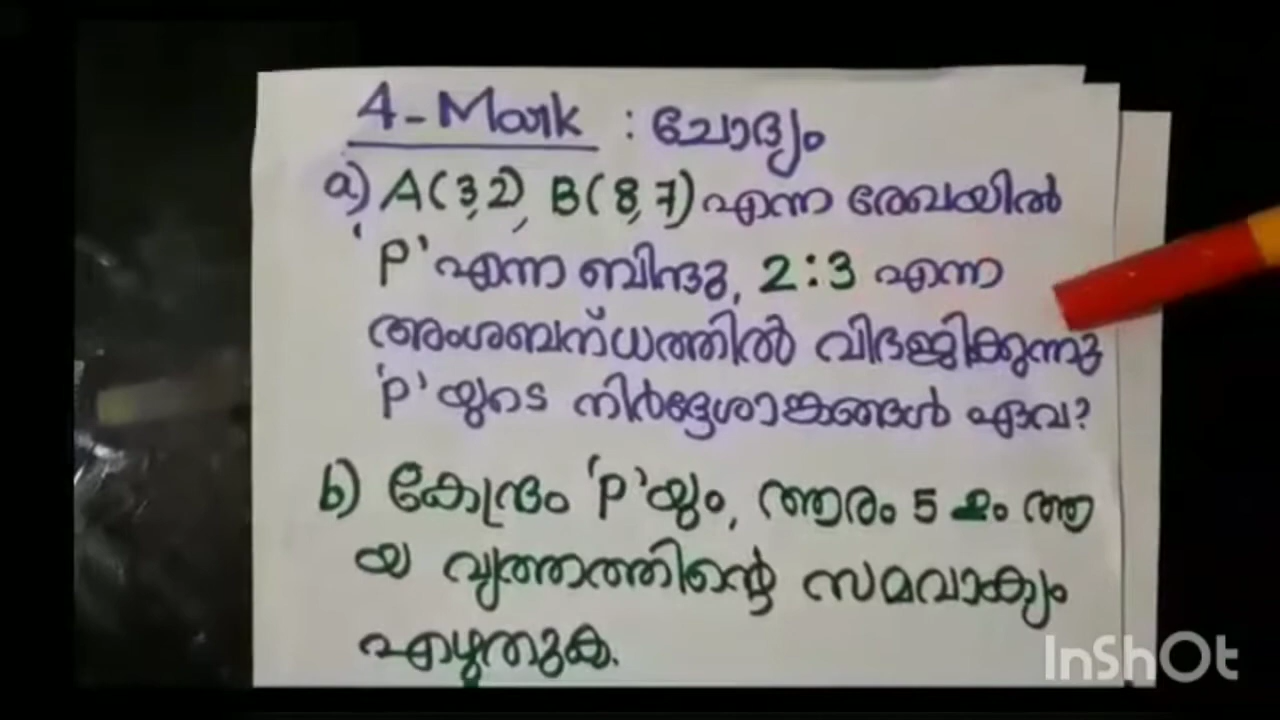 4-Mark : ചോദ്യം
a) A(3,2), B(8,7) എന്ന രേഖയിൽ
'P' എന്ന ബിന്ദു, 2:3 എന്ന
അംശബന്ധത്തിൽ വിഭജിക്കുന്നു
'P' യുടെ നിർദ്ദേശാങ്കങ്ങൾ ഏവ?
b) കേന്ദ്രം 'P' യും, ആരം 5 ഉം ആ
യ വൃത്തത്തിന്റെ സമവാക്യം
എഴുതുക.
InShOt